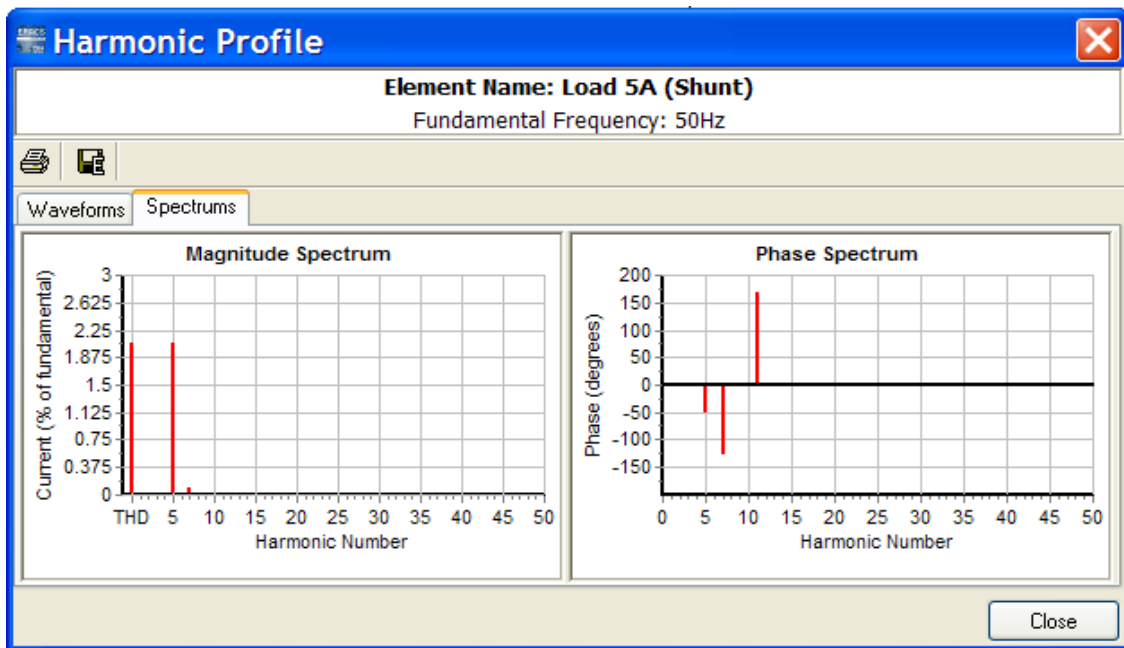 Harmonic Profile
Element Name: Load 5A (Shunt)
Fundamental Frequency: 50Hz
Waveforms
Spectrums
Magnitude Spectrum
Current (% of fundamental)
3
2.625
2.25
1.875
1.5
1.125
0.75
0.375
0
THD 5 10 15 20 25 30 35 40 45 50
Harmonic Number
Phase Spectrum
Phase (degrees)
200
150
100
50
0
-50
-100
-150
0 5 10 15 20 25 30 35 40 45 50
Harmonic Number
Close